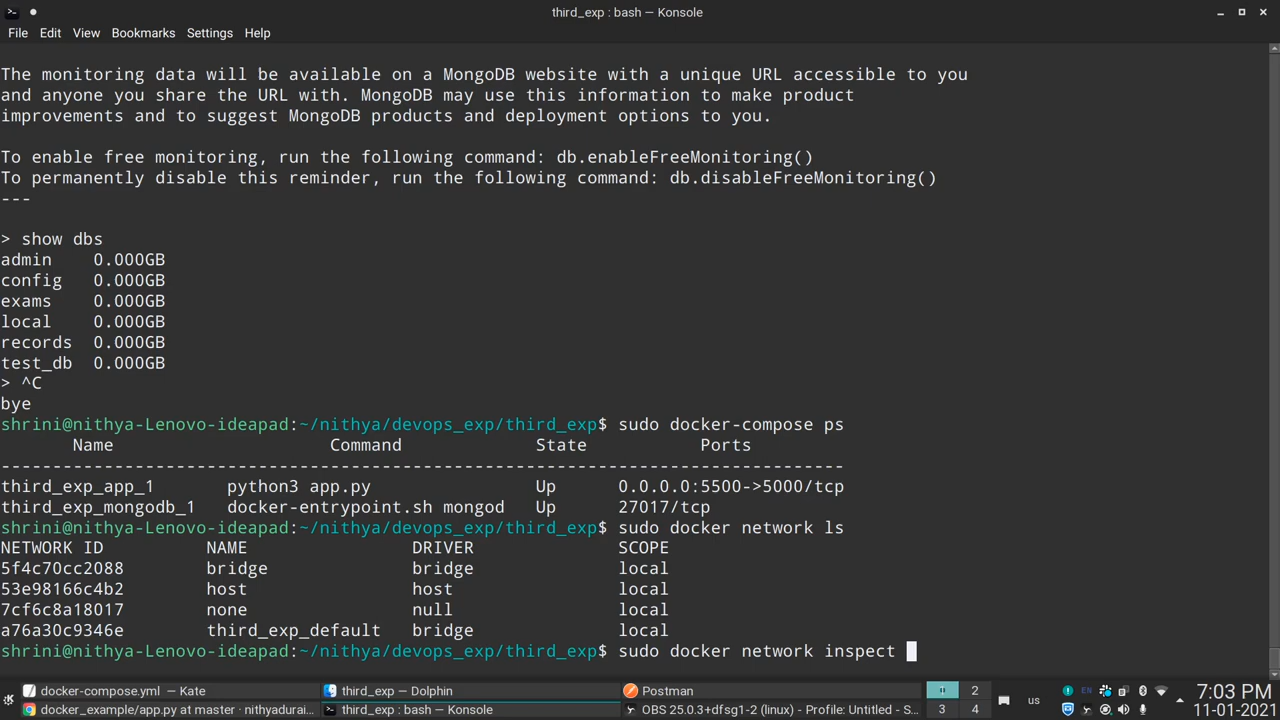 third_exp : bash — Konsole
File Edit View Bookmarks Settings Help
The monitoring data will be available on a MongoDB website with a unique URL accessible to you
and anyone you share the URL with. MongoDB may use this information to make product
improvements and to suggest MongoDB products and deployment options to you.
To enable free monitoring, run the following command: db.enableFreeMonitoring()
To permanently disable this reminder, run the following command: db.disableFreeMonitoring()
---
> show dbs
admin 0.000GB
config 0.000GB
exams 0.000GB
local 0.000GB
records 0.000GB
test_db 0.000GB
> ^C
bye
shrini@nithya-Lenovo-ideapad:~/nithya/devops_exp/third_exp$ sudo docker-compose ps
Name Command State Ports
----------------------------------------------------------------------------------
third_exp_app_1 python3 app.py Up 0.0.0.0:5500->5000/tcp
third_exp_mongodb_1 docker-entrypoint.sh mongod Up 27017/tcp
shrini@nithya-Lenovo-ideapad:~/nithya/devops_exp/third_exp$ sudo docker network ls
NETWORK ID NAME DRIVER SCOPE
5f4c70cc2088 bridge bridge local
53e98166c4b2 host host local
7cf6c8a18017 none null local
a76a30c9346e third_exp_default bridge local
shrini@nithya-Lenovo-ideapad:~/nithya/devops_exp/third_exp$ sudo docker network inspect
docker-compose.yml — Kate third_exp — Dolphin Postman 2 us EN 7:03 PM
docker_example/app.py at master · nithyadurai... third_exp : bash — Konsole OBS 25.0.3+dfsg1-2 (linux) - Profile: Untitled - S... 3 4 11-01-2021